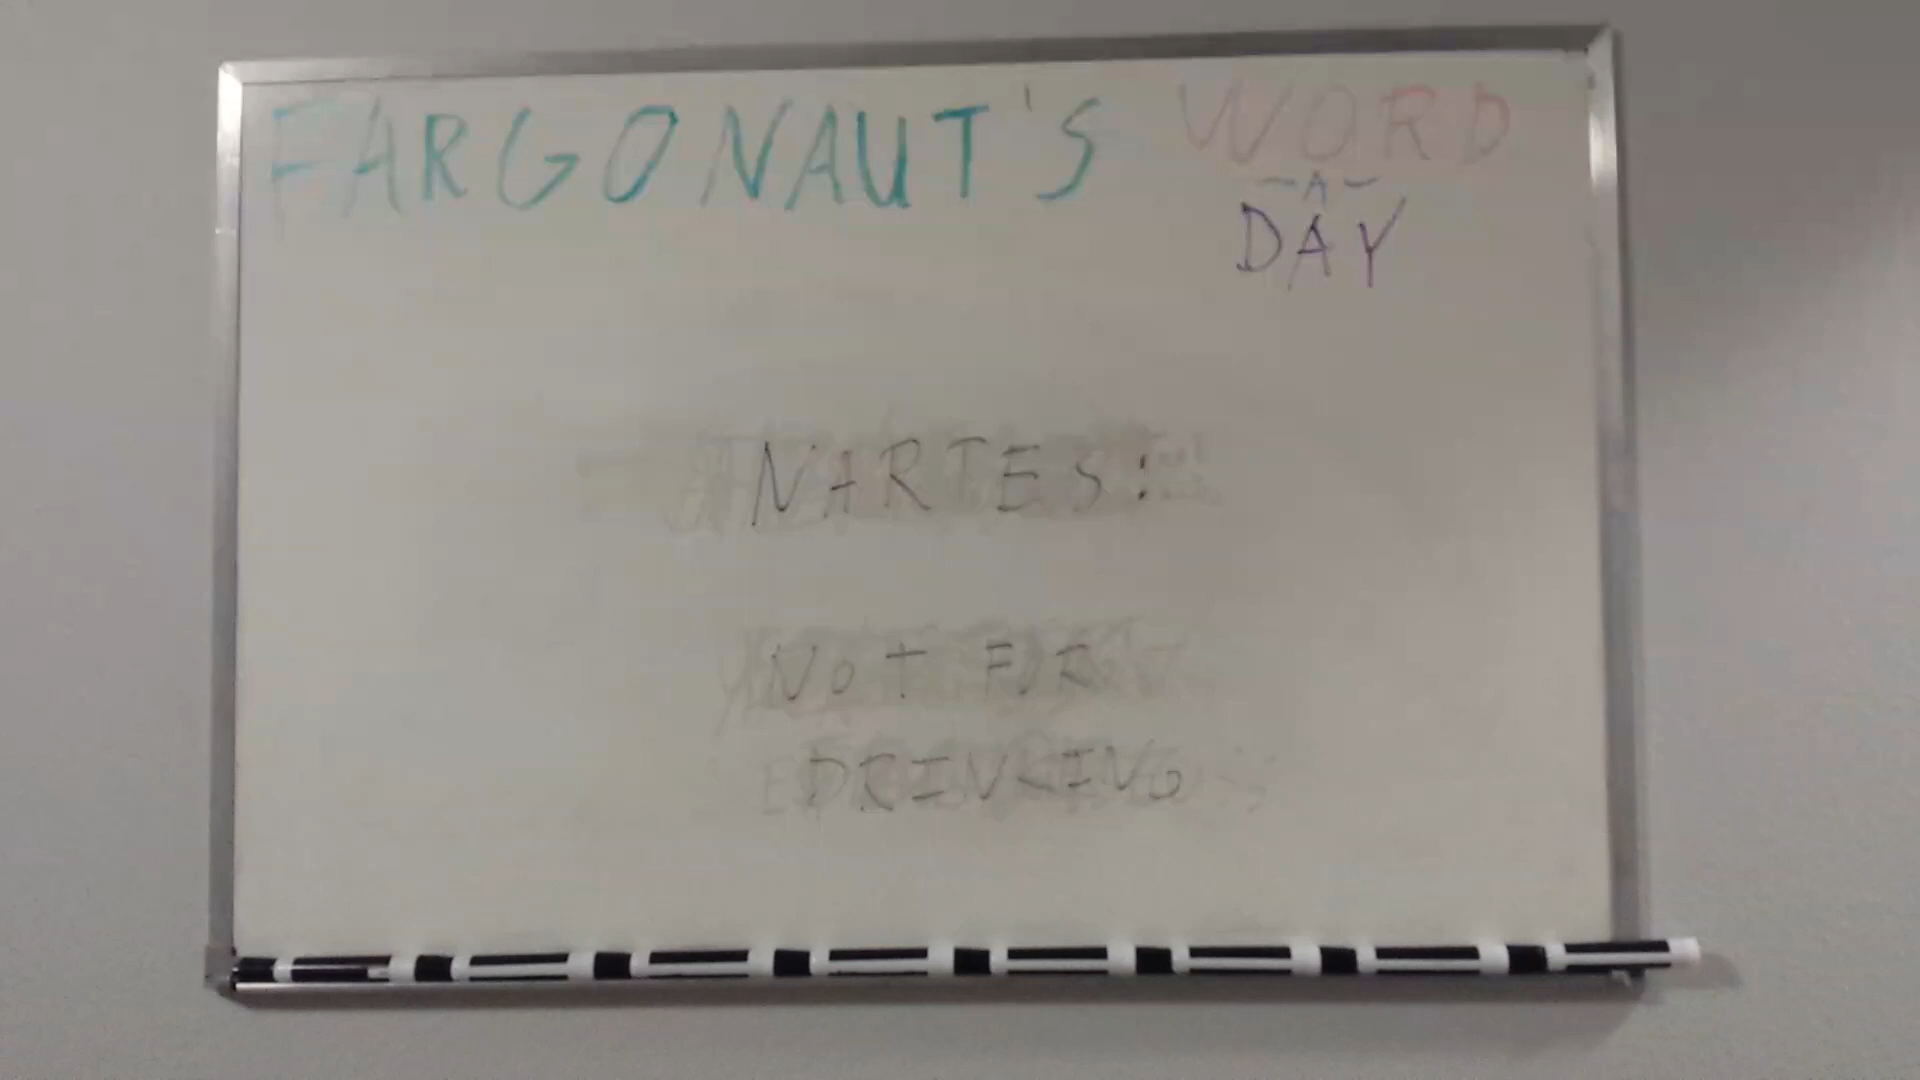 FARGONAUT'S WORD
-A-
DAY
NARTES:
NOT FOR
DRINKING